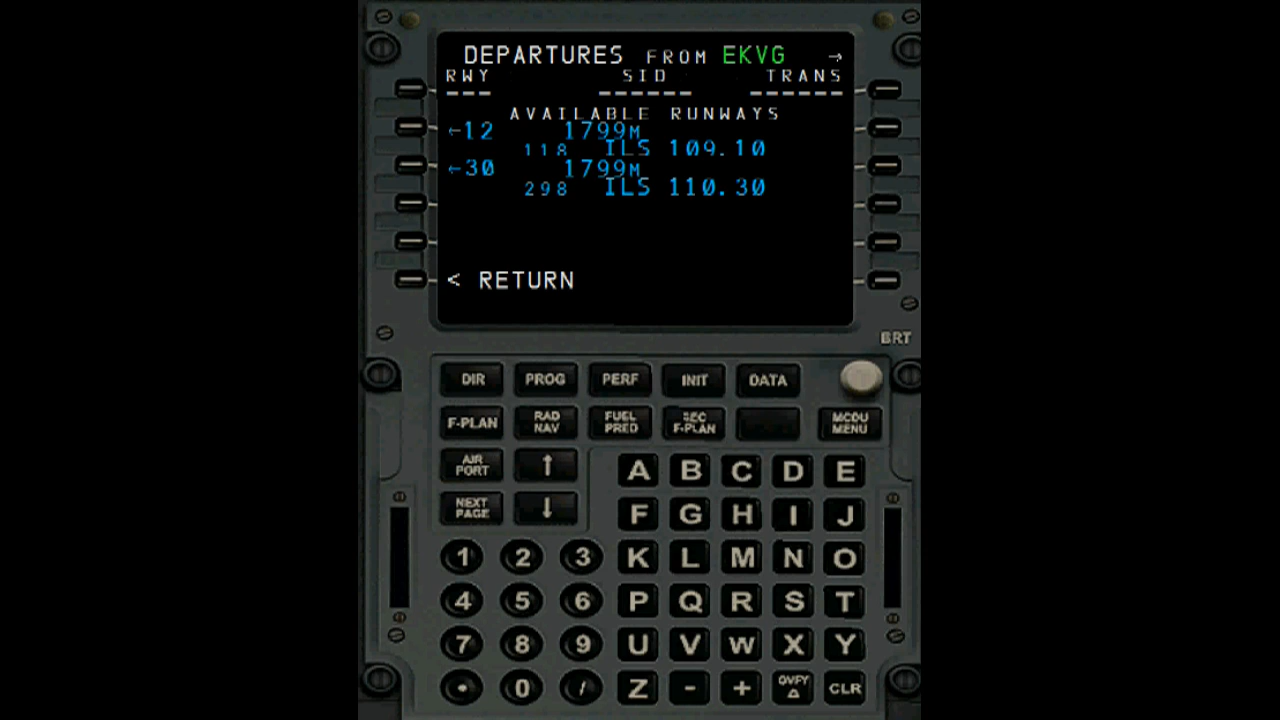 DEPARTURES FROM EKVG →
RWY SID TRANS
--- ------ ------
AVAILABLE RUNWAYS
←12 1799M
118 ILS 109.10
←30 1799M
298 ILS 110.30
< RETURN
BRT
DIR PROG PERF INIT DATA
F-PLAN RAD NAV FUEL PRED SEC F-PLAN MCDU MENU
AIR PORT ↑
NEXT PAGE ↓
A B C D E
F G H I J
1 2 3 K L M N O
4 5 6 P Q R S T
7 8 9 U V W X Y
. 0 / Z - + OVFY Δ CLR